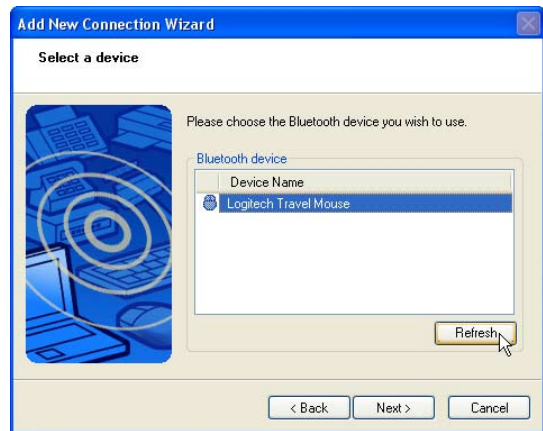 Add New Connection Wizard
Select a device
Please choose the Bluetooth device you wish to use.
Bluetooth device
Device Name
Logitech Travel Mouse
Refresh
< Back Next > Cancel